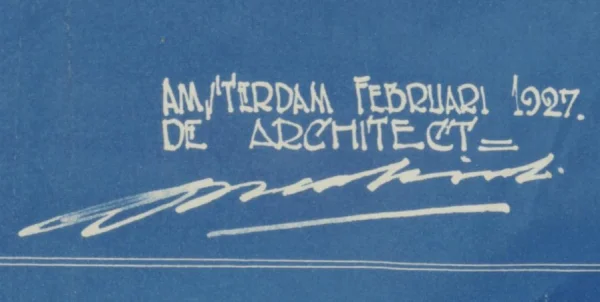 AMSTERDAM FEBRUARI 1927.
DE ARCHITECT =